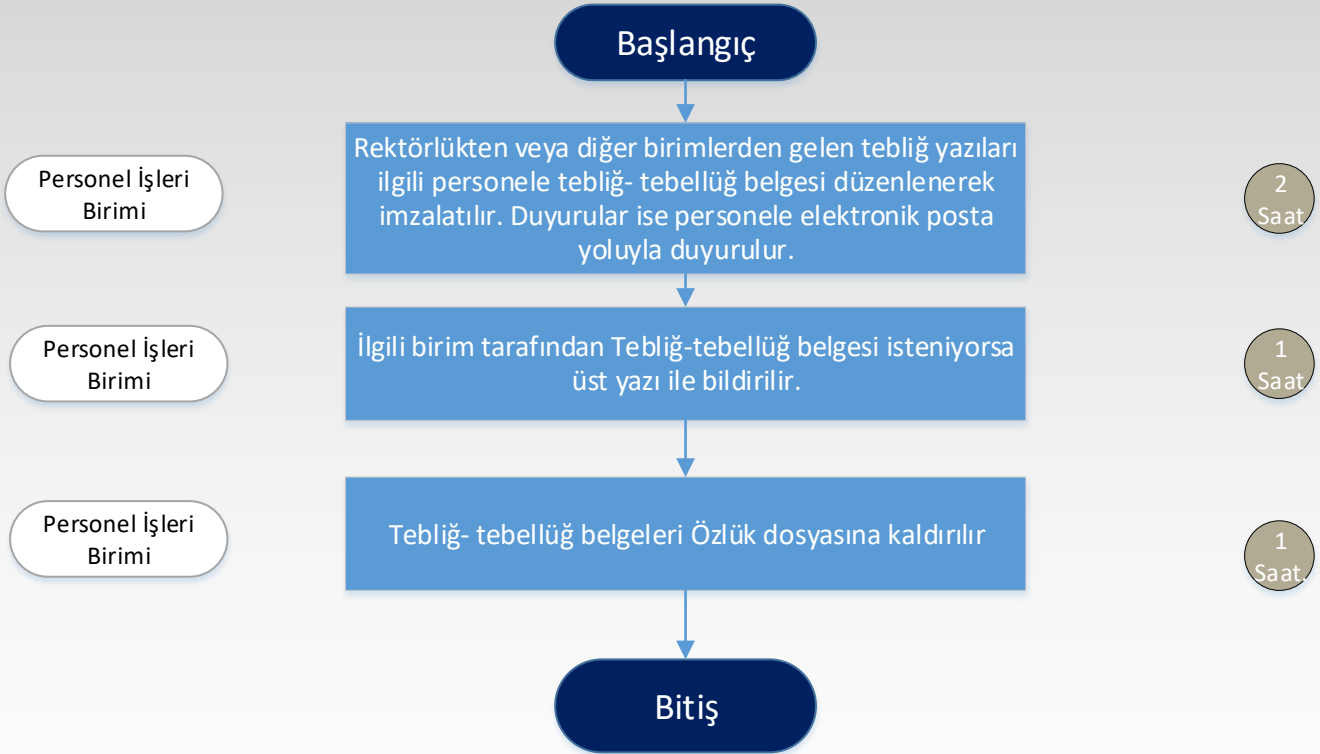 Başlangıç
Personel İşleri
Birimi
Rektörlükten veya diğer birimlerden gelen tebliğ yazıları
ilgili personele tebliğ- tebellüğ belgesi düzenlenerek
imzalatılır. Duyurular ise personele elektronik posta
yoluyla duyurulur.
2
Saat
Personel İşleri
Birimi
İlgili birim tarafından Tebliğ-tebellüğ belgesi isteniyorsa
üst yazı ile bildirilir.
1
Saat
Personel İşleri
Birimi
Tebliğ- tebellüğ belgeleri Özlük dosyasına kaldırılır
1
Saat.
Bitiş